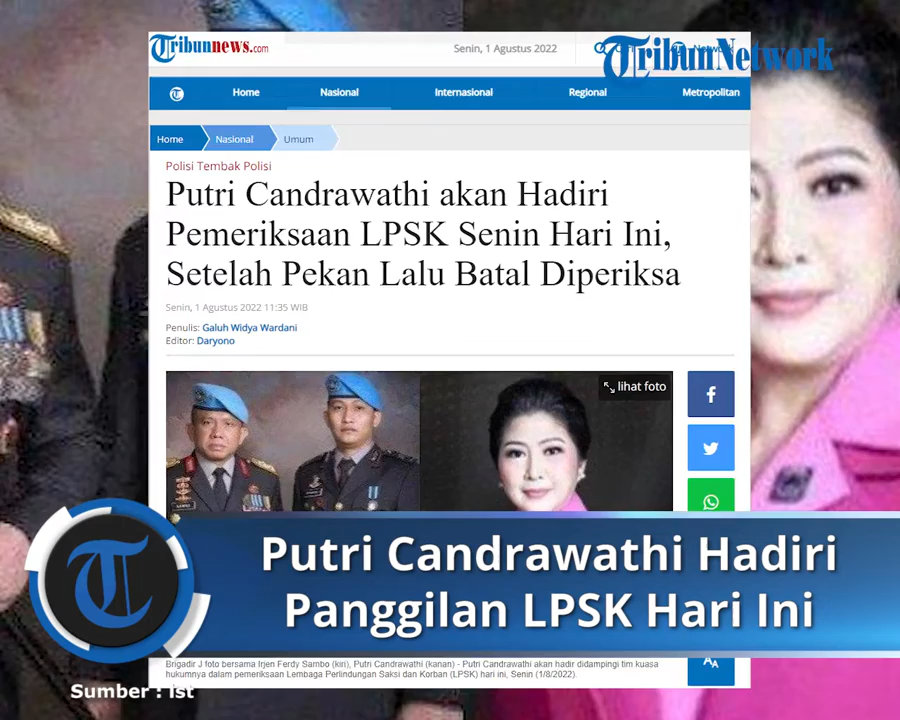 Tribunnews.com
Senin, 1 Agustus 2022
TribunNetwork
Home Nasional Internasional Regional Metropolitan
Home Nasional Umum
Polisi Tembak Polisi
Putri Candrawathi akan Hadiri
Pemeriksaan LPSK Senin Hari Ini,
Setelah Pekan Lalu Batal Diperiksa
Senin, 1 Agustus 2022 11:35 WIB
Penulis: Galuh Widya Wardani
Editor: Daryono
lihat foto
Putri Candrawathi Hadiri
Panggilan LPSK Hari Ini
Brigadir J foto bersama Irjen Ferdy Sambo (kiri), Putri Candrawathi (kanan) - Putri Candrawathi akan hadir didampingi tim kuasa
hukumnya dalam pemeriksaan Lembaga Perlindungan Saksi dan Korban (LPSK) hari ini, Senin (1/8/2022).
AA
Sumber : Ist